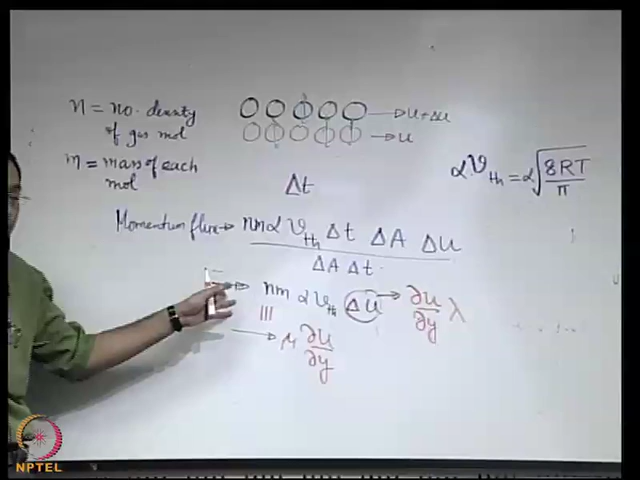 n = no. density of gas mol
m = mass of each mol
→ u + Δu
→ u
Δt
α V_th = α √(8RT/π)
Momentum flux → nmα V_th Δt ΔA Δu / ΔA Δt
→ nm α V_th Δu → ∂u/∂y λ
≡
→ μ ∂u/∂y
NPTEL